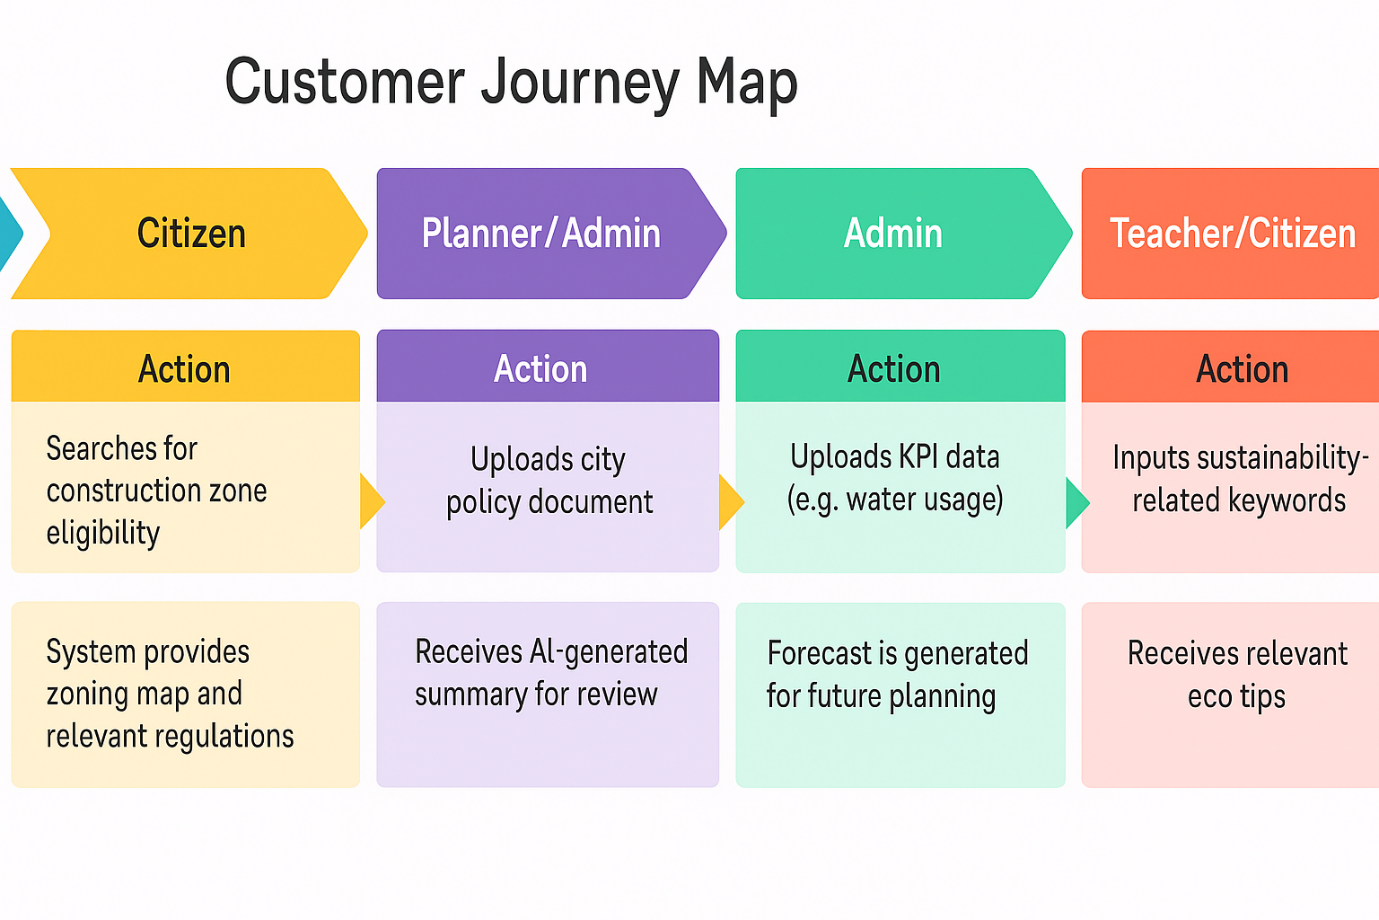 Customer Journey Map
Citizen
Planner/Admin
Admin
Teacher/Citizen
Action
Searches for
construction zone
eligibility
System provides
zoning map and
relevant regulations
Action
Uploads city
policy document
Receives AI-generated
summary for review
Action
Uploads KPI data
(e.g. water usage)
Forecast is generated
for future planning
Action
Inputs sustainability-
related keywords
Receives relevant
eco tips